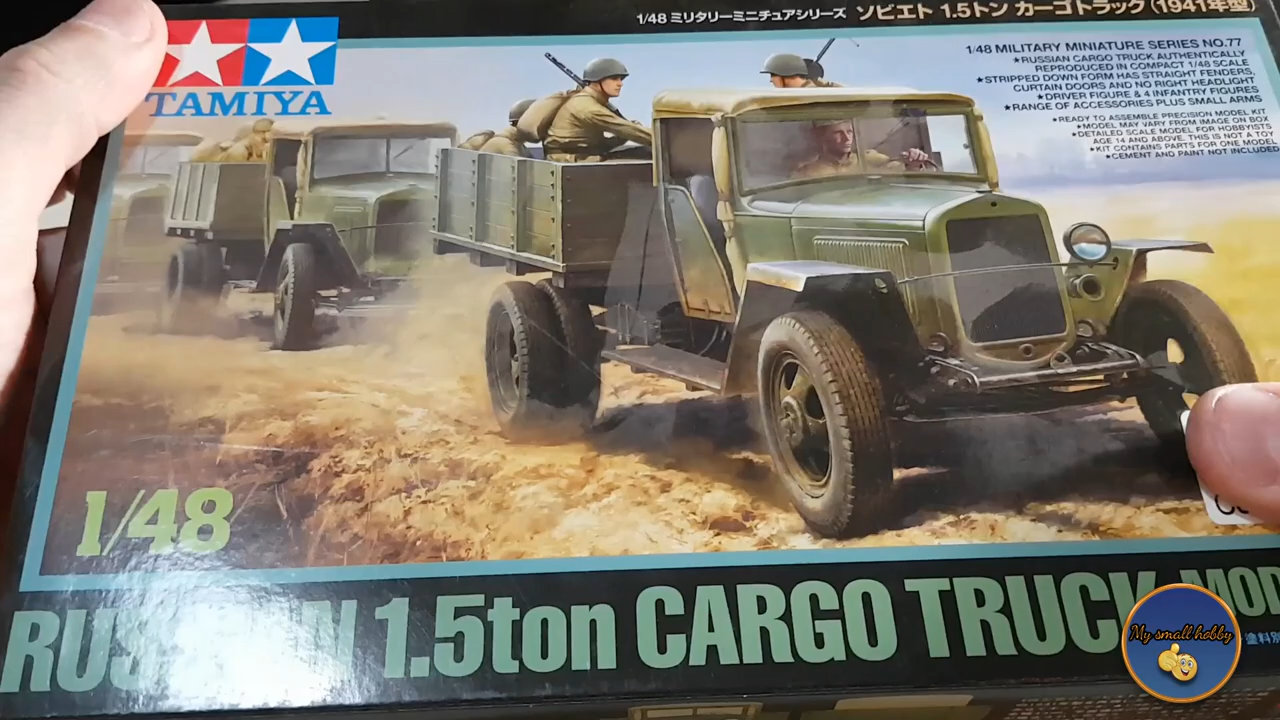 1/48 ミリタリーミニチュアシリーズ ソビエト 1.5トン カーゴトラック(1941年型)
TAMIYA
1/48 MILITARY MINIATURE SERIES NO.77
★RUSSIAN CARGO TRUCK AUTHENTICALLY
REPRODUCED IN COMPACT 1/48 SCALE
★STRIPPED DOWN FORM HAS STRAIGHT FENDERS,
CURTAIN DOORS AND NO RIGHT HEADLIGHT
★DRIVER FIGURE & 4 INFANTRY FIGURES
★RANGE OF ACCESSORIES PLUS SMALL ARMS
★READY TO ASSEMBLE PRECISION MODEL KIT
★MODEL MAY VARY FROM IMAGE ON BOX
★DETAILED SCALE MODEL FOR HOBBYISTS
AGE 14 AND ABOVE. THIS IS NOT A TOY
★KIT CONTAINS PARTS FOR ONE MODEL
★CEMENT AND PAINT NOT INCLUDED
1/48
1.5ton CARGO TRUCK
My small hobby